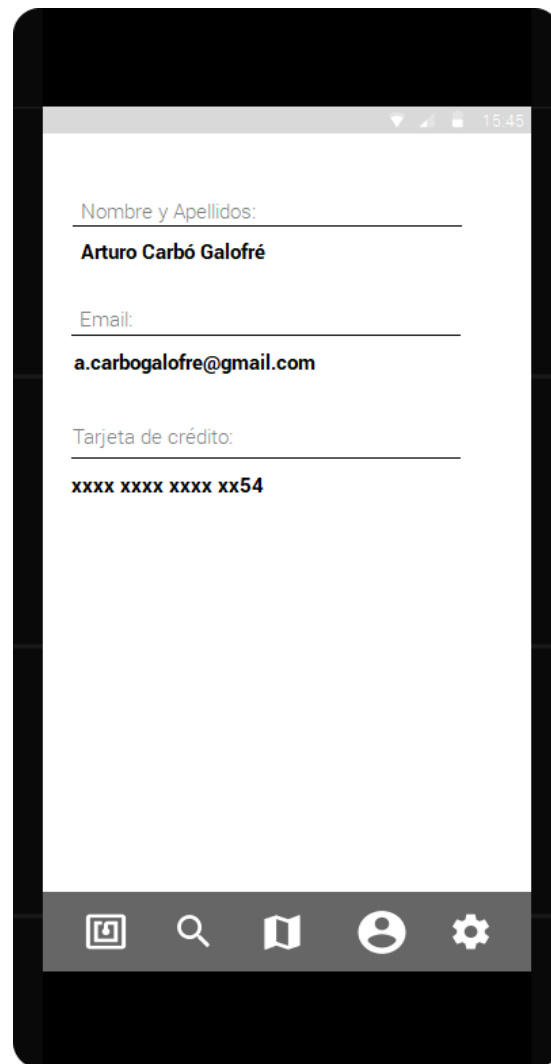 15:45
Nombre y Apellidos:
Arturo Carbó Galofré
Email:
a.carbogalofre@gmail.com
Tarjeta de crédito:
xxxx xxxx xxxx xx54